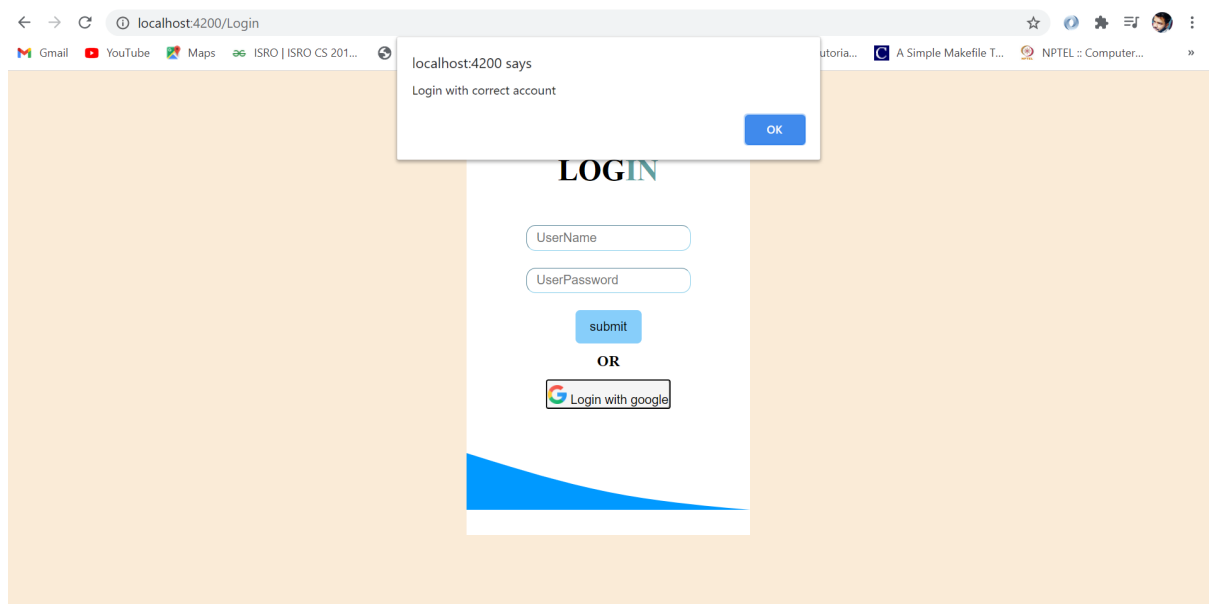 localhost:4200/Login
Gmail YouTube Maps ISRO | ISRO CS 201... utoria... C A Simple Makefile T... NPTEL :: Computer... »
localhost:4200 says
Login with correct account
OK
LOGIN
UserName
UserPassword
submit
OR
Login with google